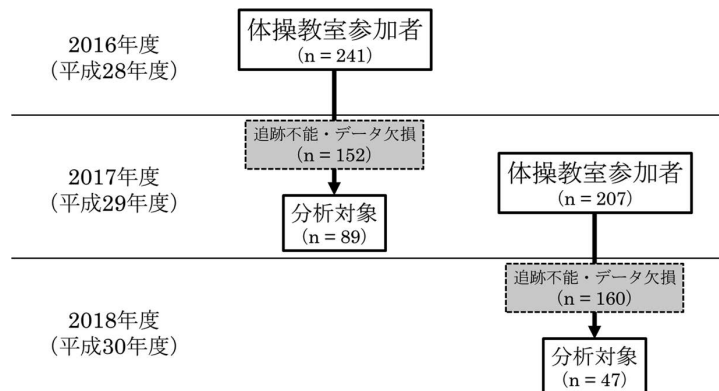 2016年度
(平成28年度)
体操教室参加者
(n = 241)
追跡不能・データ欠損
(n = 152)
2017年度
(平成29年度)
分析対象
(n = 89)
体操教室参加者
(n = 207)
追跡不能・データ欠損
(n = 160)
2018年度
(平成30年度)
分析対象
(n = 47)